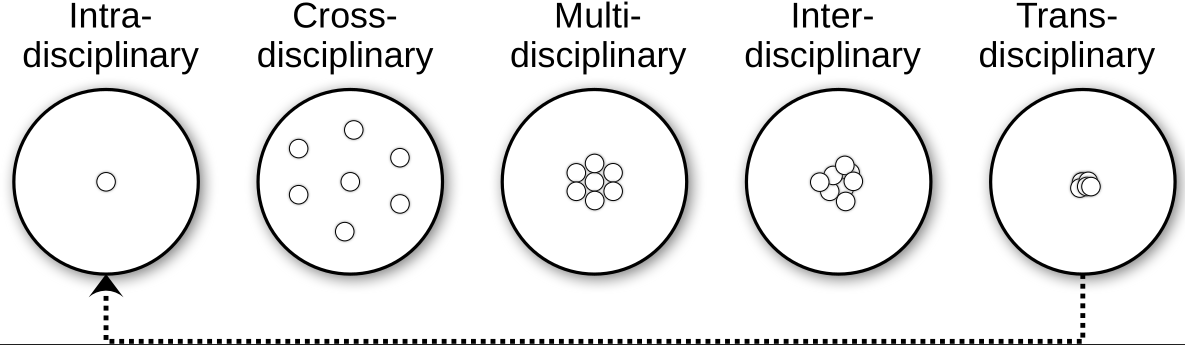 Intra-
disciplinary
Cross-
disciplinary
Multi-
disciplinary
Inter-
disciplinary
Trans-
disciplinary